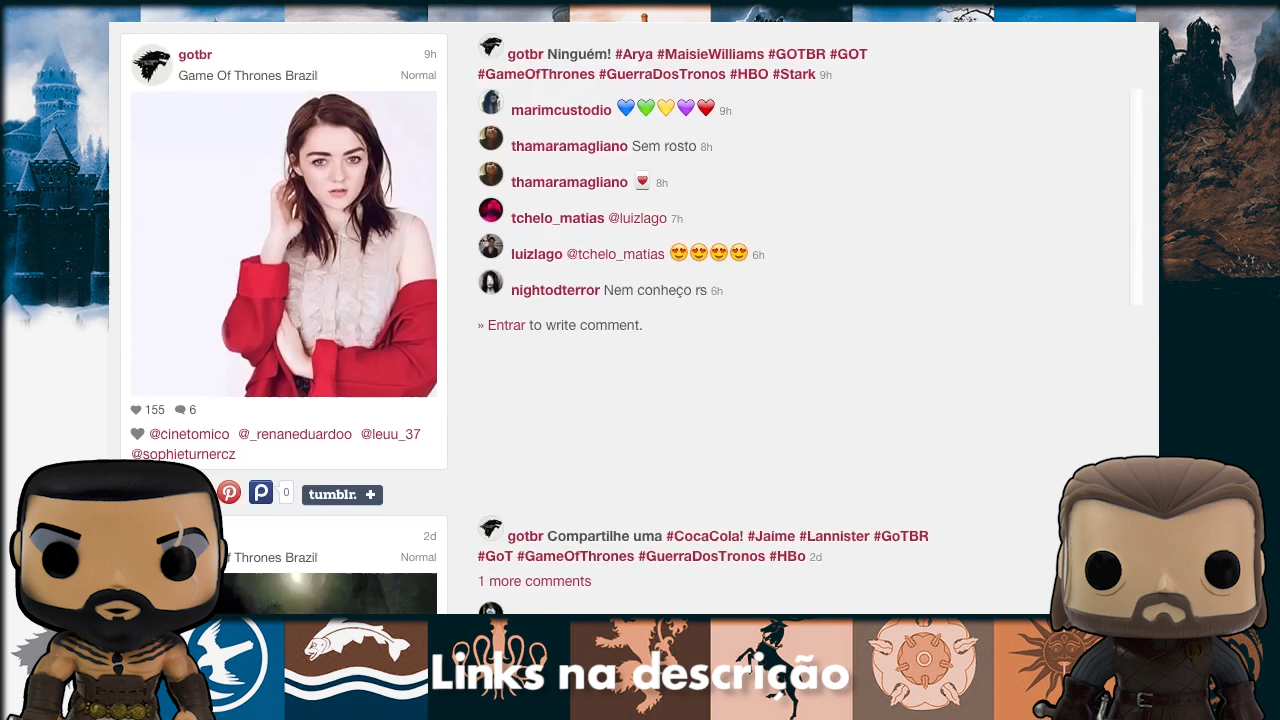 gotbr
9h
Game Of Thrones Brazil
Normal
155 6
@cinetomico @_renaneduardoo @leuu_37
@sophieturnercz
0
tumblr. +
gotbr Ninguém! #Arya #MaisieWilliams #GOTBR #GOT
#GameOfThrones #GuerraDosTronos #HBO #Stark 9h
marimcustodio 💙💚💛💜❤️ 9h
thamaramagliano Sem rosto 8h
thamaramagliano 8h
tchelo_matias @luizlago 7h
luizlago @tchelo_matias 😍😍😍😍 6h
nightodterror Nem conheço rs 6h
» Entrar to write comment.
2d
f Thrones Brazil
Normal
gotbr Compartilhe uma #CocaCola! #Jaime #Lannister #GoTBR
#GoT #GameOfThrones #GuerraDosTronos #HBo 2d
1 more comments
Links na descrição